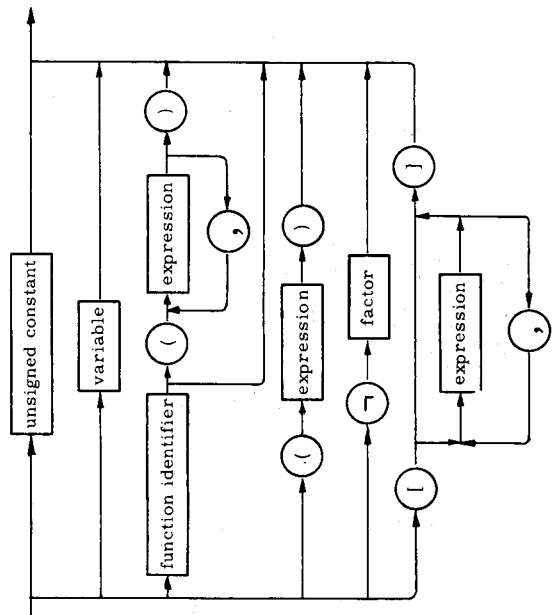 unsigned constant
variable
function identifier ( expression )
,
( expression )
¬ factor
[ ]
expression
,